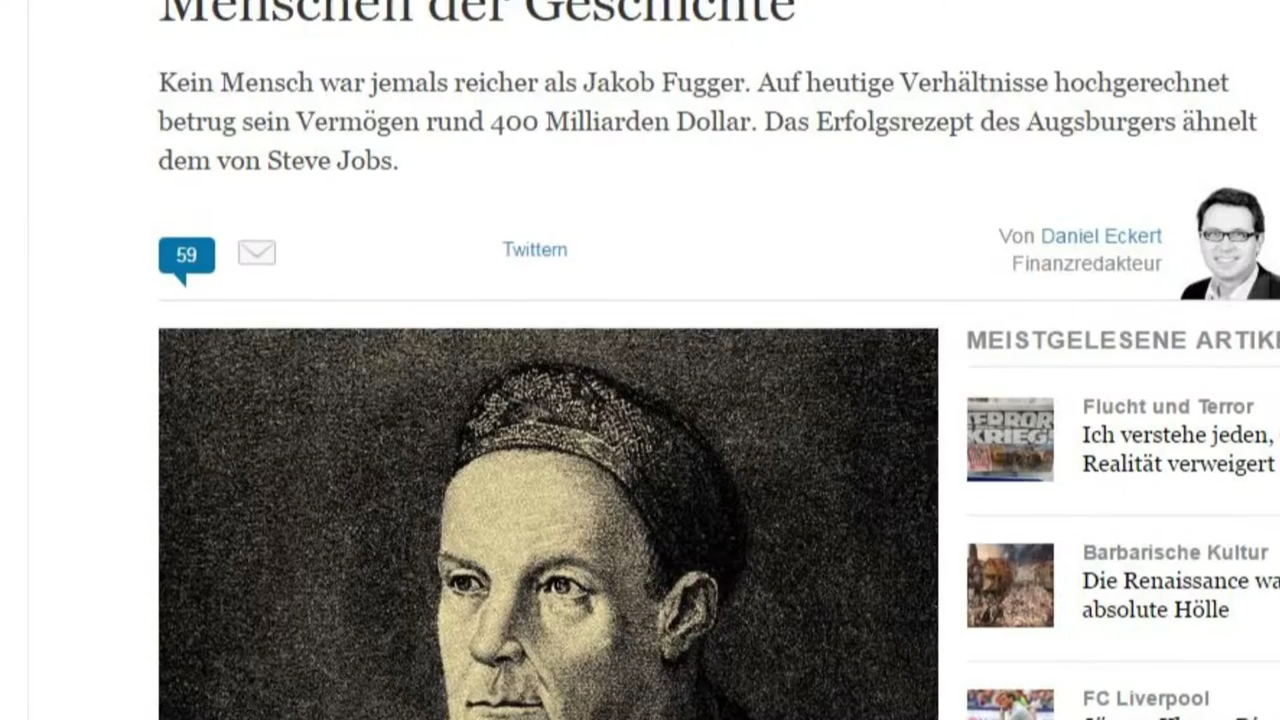 Menschen der Geschichte
Kein Mensch war jemals reicher als Jakob Fugger. Auf heutige Verhältnisse hochgerechnet
betrug sein Vermögen rund 400 Milliarden Dollar. Das Erfolgsrezept des Augsburgers ähnelt
dem von Steve Jobs.
59
Twittern
Von Daniel Eckert
Finanzredakteur
MEISTGELESENE ARTIK
TERROR
KRIEG
Flucht und Terror
Ich verstehe jeden,
Realität verweigert
Barbarische Kultur
Die Renaissance wa
absolute Hölle
FC Liverpool